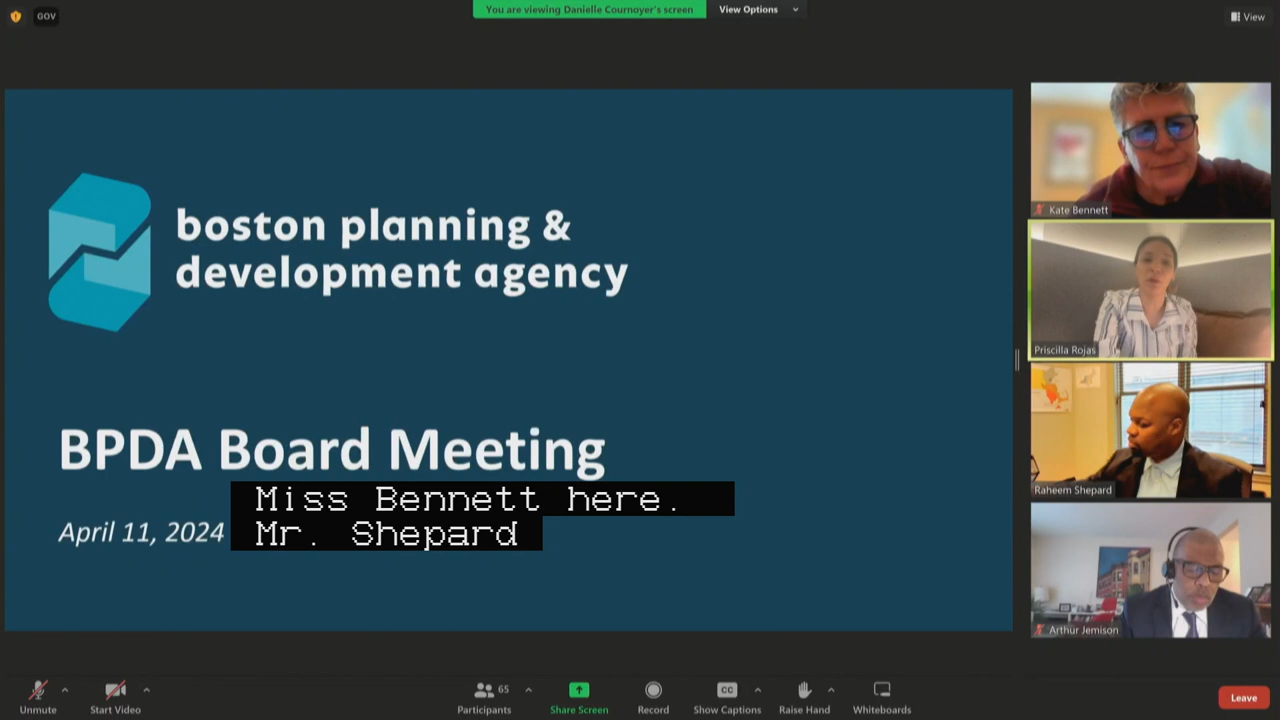 GOV
You are viewing Danielle Cournoyer's screen
View Options
View
boston planning &
development agency
BPDA Board Meeting
April 11, 2024
Miss Bennett here.
Mr. Shepard
Kate Bennett
Priscilla Rojas
Raheem Shepard
Arthur Jemison
Unmute
Start Video
65
Participants
Share Screen
Record
CC
Show Captions
Raise Hand
Whiteboards
Leave